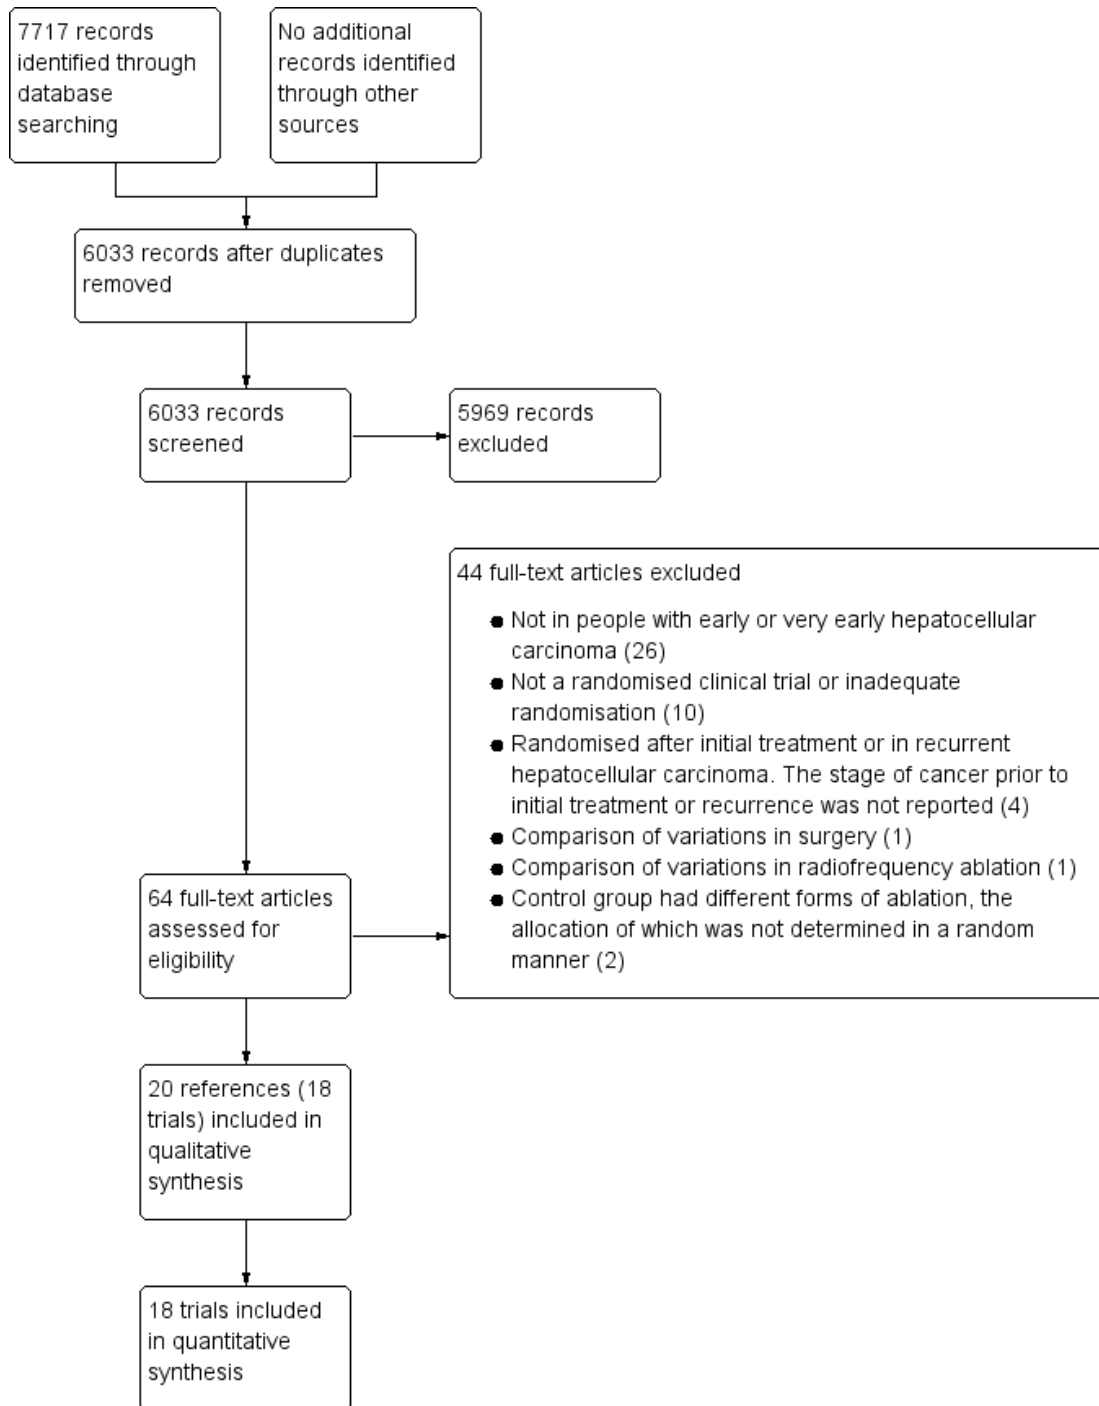 7717 records
identified through
database
searching
No additional
records identified
through other
sources
6033 records after duplicates
removed
6033 records
screened
5969 records
excluded
44 full-text articles excluded
● Not in people with early or very early hepatocellular
carcinoma (26)
● Not a randomised clinical trial or inadequate
randomisation (10)
● Randomised after initial treatment or in recurrent
hepatocellular carcinoma. The stage of cancer prior to
initial treatment or recurrence was not reported (4)
● Comparison of variations in surgery (1)
● Comparison of variations in radiofrequency ablation (1)
● Control group had different forms of ablation, the
allocation of which was not determined in a random
manner (2)
64 full-text articles
assessed for
eligibility
20 references (18
trials) included in
qualitative
synthesis
18 trials included
in quantitative
synthesis